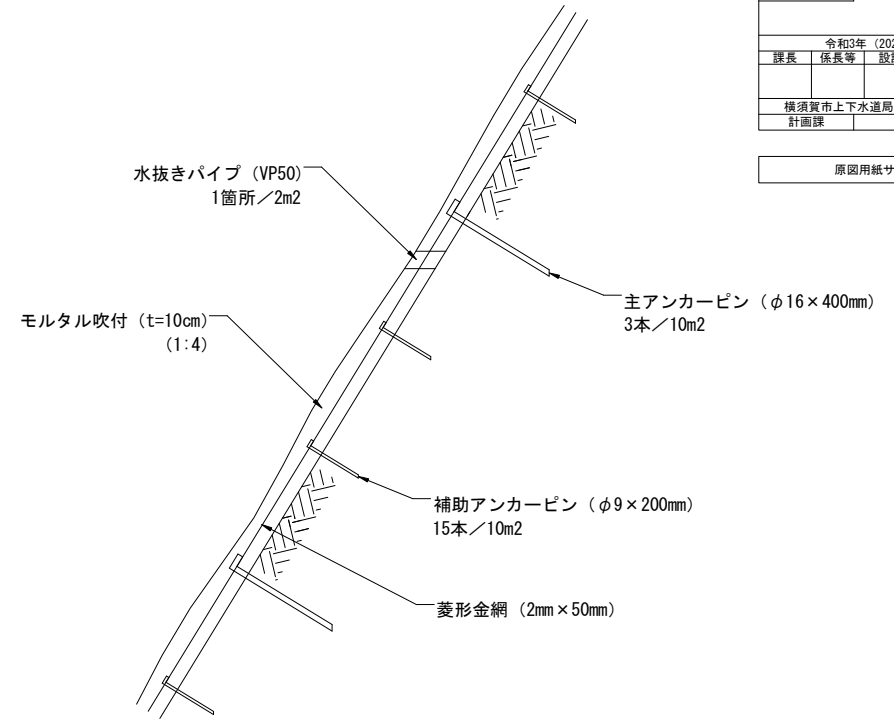 令和3年（202
課長 係長等 設
横須賀市上下水道局
計画課
原図用紙サ
水抜きパイプ（VP50）
1箇所／2m2
主アンカーピン（φ16×400mm）
3本／10m2
モルタル吹付（t=10cm）
（1:4）
補助アンカーピン（φ9×200mm）
15本／10m2
菱形金網（2mm×50mm）